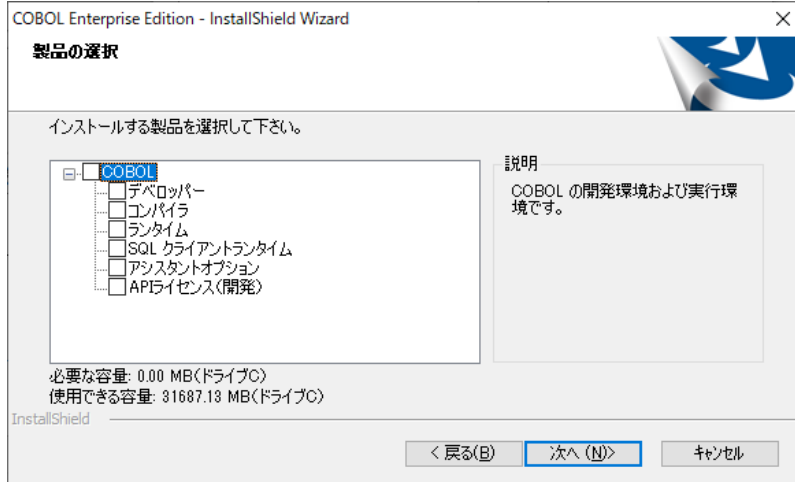 COBOL Enterprise Edition - InstallShield Wizard
製品の選択
インストールする製品を選択して下さい。
COBOL
デベロッパー
コンパイラ
ランタイム
SQL クライアントランタイム
アシスタントオプション
APIライセンス(開発)
説明
COBOL の開発環境および実行環
境です。
必要な容量: 0.00 MB(ドライブC)
使用できる容量: 31687.13 MB(ドライブC)
InstallShield
< 戻る(B)
次へ (N)>
キャンセル